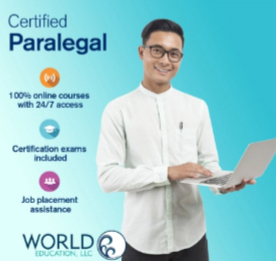 Certified
Paralegal
100% online courses
with 24/7 access
Certification exams
included
Job placement
assistance
WORLD
EDUCATION, LLC